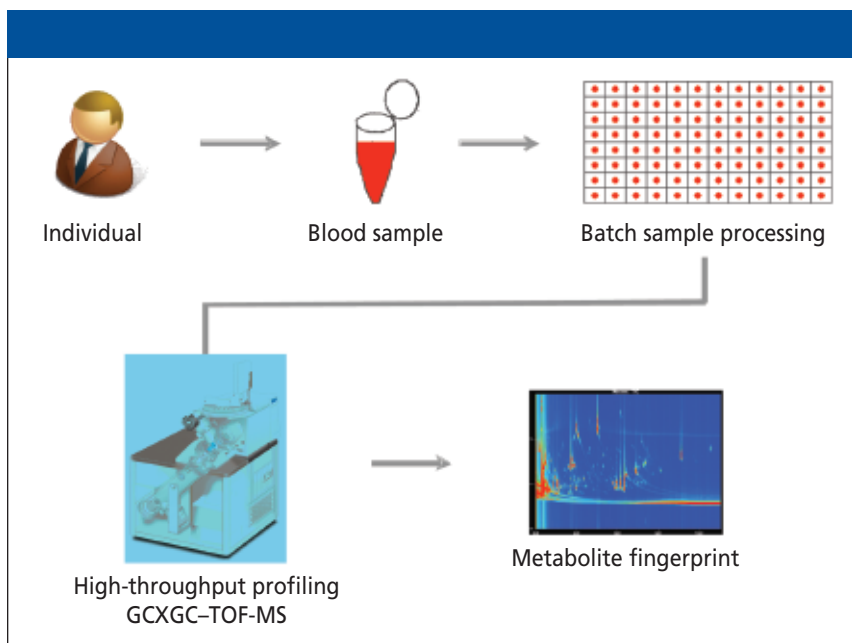 Individual
Blood sample
Batch sample processing
High-throughput profiling
GCXGC–TOF-MS
Metabolite fingerprint